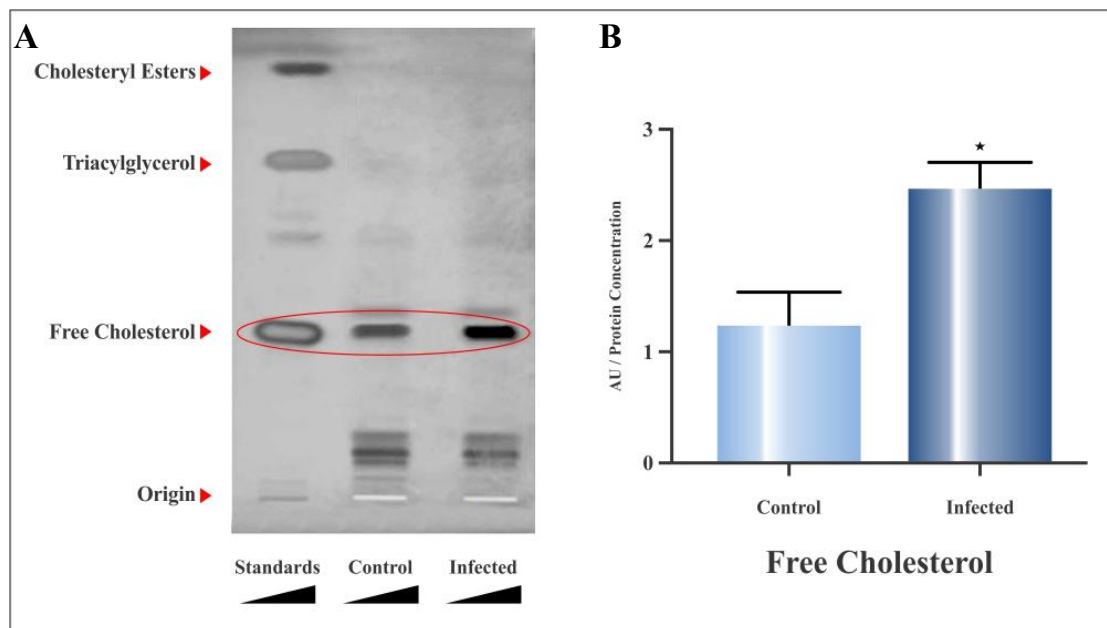 A
Cholesteryl Esters
Triacylglycerol
Free Cholesterol
Origin
Standards Control Infected
B
3
2
1
0
AU / Protein Concentration
★
Control Infected
Free Cholesterol